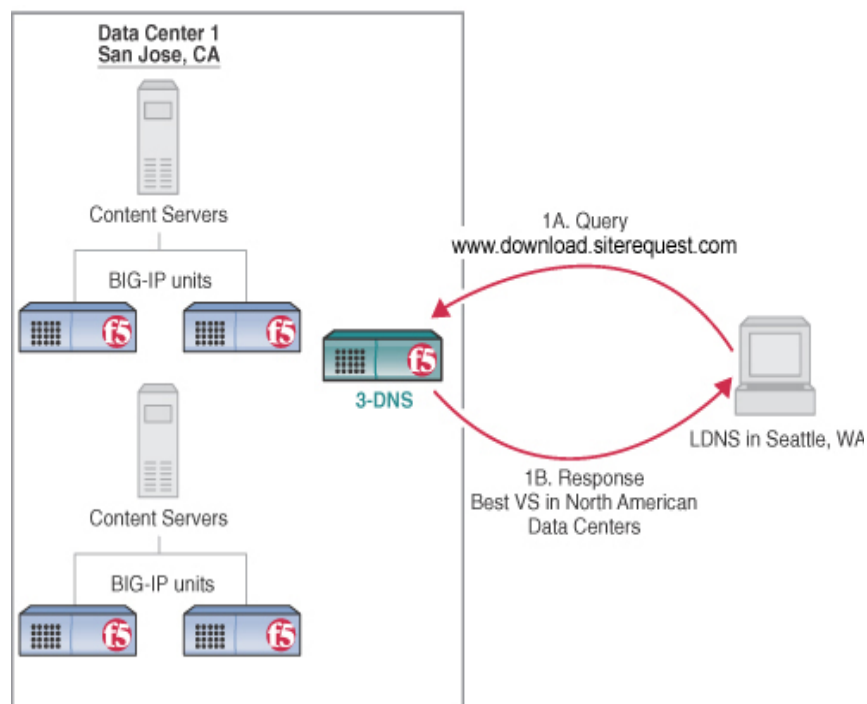 Data Center 1
San Jose, CA
Content Servers
BIG-IP units
f5
f5
f5
3-DNS
Content Servers
BIG-IP units
f5
f5
1A. Query
www.download.siterequest.com
LDNS in Seattle, WA
1B. Response
Best VS in North American
Data Centers